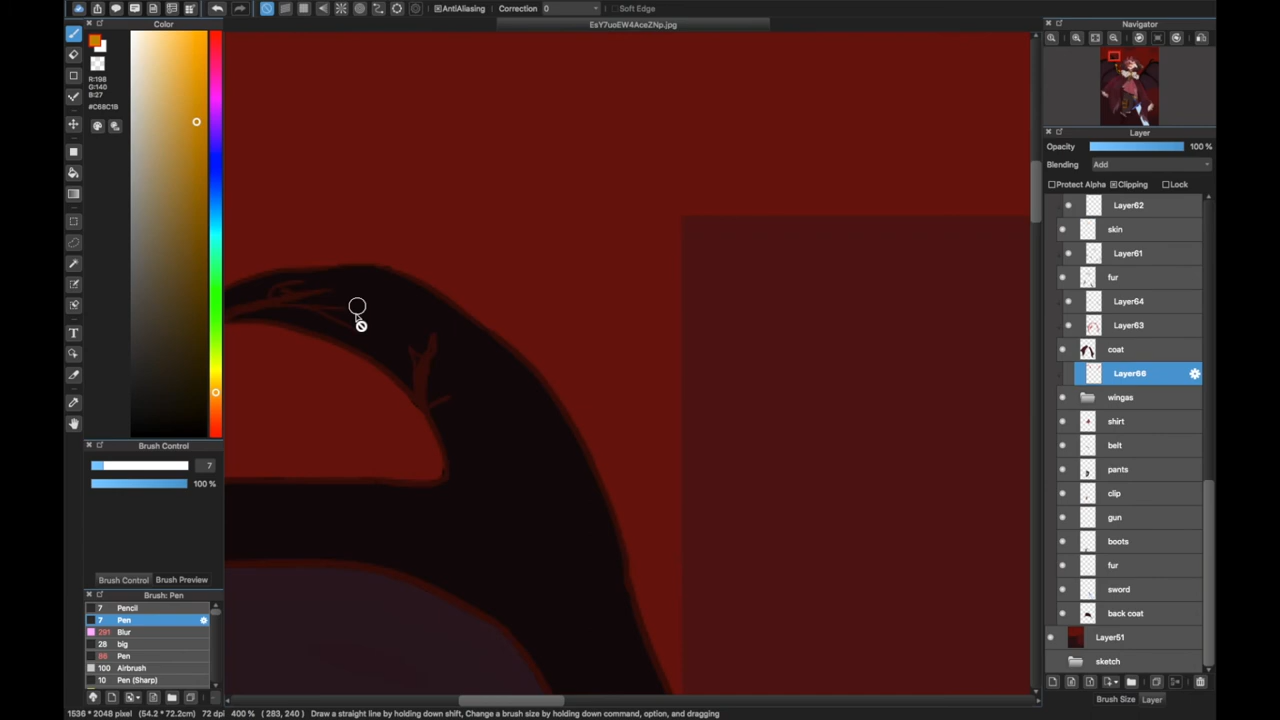 AntiAliasing Correction 0 Soft Edge
Color
EsY7uoEW4AceZNp.jpg
Navigator
R:198
G:140
B:27
#C68C1B
Layer
Opacity 100 %
Blending Add
Protect Alpha Clipping Lock
Layer62
skin
Layer61
fur
Layer64
Layer63
coat
Layer66
wingas
shirt
belt
pants
clip
gun
boots
fur
sword
back coat
Layer51
sketch
Brush Size Layer
Brush Control
7
100 %
Brush Control Brush Preview
Brush: Pen
7 Pencil
7 Pen
291 Blur
28 big
86 Pen
100 Airbrush
10 Pen (Sharp)
T
1536 * 2048 pixel (54.2 * 72.2cm) 72 dpi 400 % ( 283, 240 ) Draw a straight line by holding down shift, Change a brush size by holding down command, option, and dragging